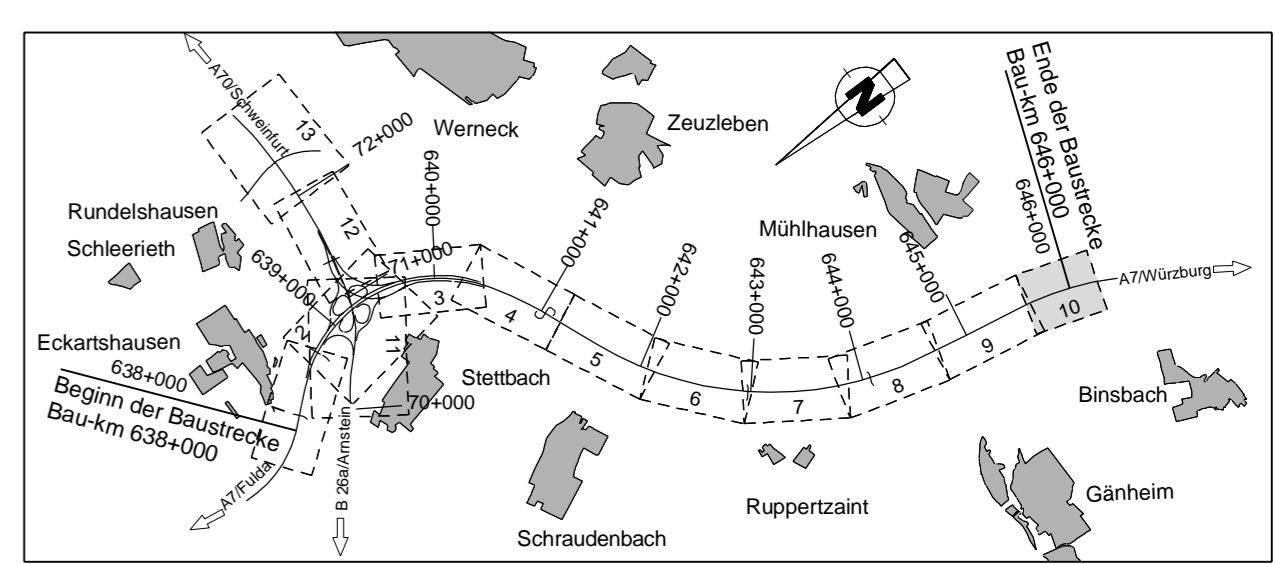 A70/Schweinfurt
13
72+000
Werneck
Zeuzleben
N
Ende der Baustrecke
Bau-km 646+000
646+000
Rundelshausen
Schleerieth
12
640+000
641+000
Mühlhausen
639+000
71+000
642+000
643+000
644+000
645+000
A7/Würzburg
3
4
5
6
7
8
9
10
2
11
Eckartshausen
638+000
Beginn der Baustrecke
Bau-km 638+000
Stettbach
70+000
Binsbach
A7/Fulda
B 26a/Arnstein
Schraudenbach
Ruppertzaint
Gänheim